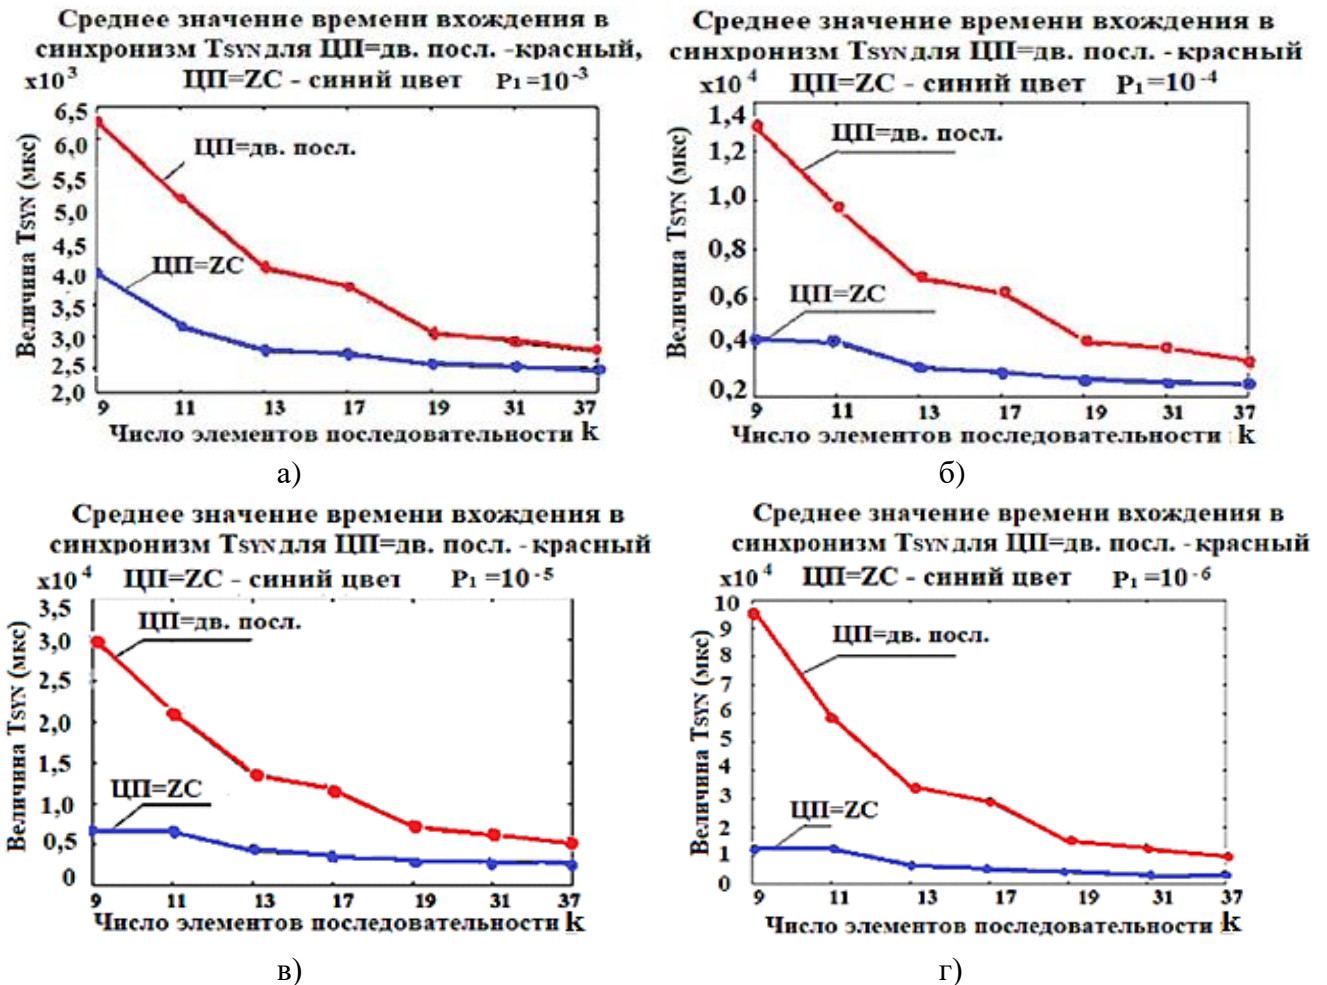 Среднее значение времени вхождения в
синхронизм TSYN для ЦП=дв. посл. -красный,
x10³ ЦП=ZC - синий цвет P1 =10⁻³
6,5
6,0
5,5
5,0
4,5
4,0
3,5
3,0
2,5
2,0
Величина TSYN (мкс)
ЦП=дв. посл.
ЦП=ZC
9 11 13 17 19 31 37
Число элементов последовательности k
а)
Среднее значение времени вхождения в
синхронизм TSYN для ЦП=дв. посл. -красный
x10⁴ ЦП=ZC - синий цвет P1 =10⁻⁴
1,4
1,2
1,0
0,8
0,6
0,4
0,2
Величина TSYN (мкс)
ЦП=дв. посл.
ЦП=ZC
9 11 13 17 19 31 37
Число элементов последовательности k
б)
Среднее значение времени вхождения в
синхронизм TSYN для ЦП=дв. посл. -красный
x10⁴ ЦП=ZC - синий цвет P1 =10⁻⁵
3,5
3,0
2,5
2,0
1,5
1,0
0,5
0
Величина TSYN (мкс)
ЦП=дв. посл.
ЦП=ZC
9 11 13 17 19 31 37
Число элементов последовательности k
в)
Среднее значение времени вхождения в
синхронизм TSYN для ЦП=дв. посл. -красный
x10⁴ ЦП=ZC - синий цвет P1 =10⁻⁶
10
9
8
7
6
5
4
3
2
1
0
Величина TSYN (мкс)
ЦП=дв. посл.
ЦП=ZC
9 11 13 17 19 31 37
Число элементов последовательности k
г)